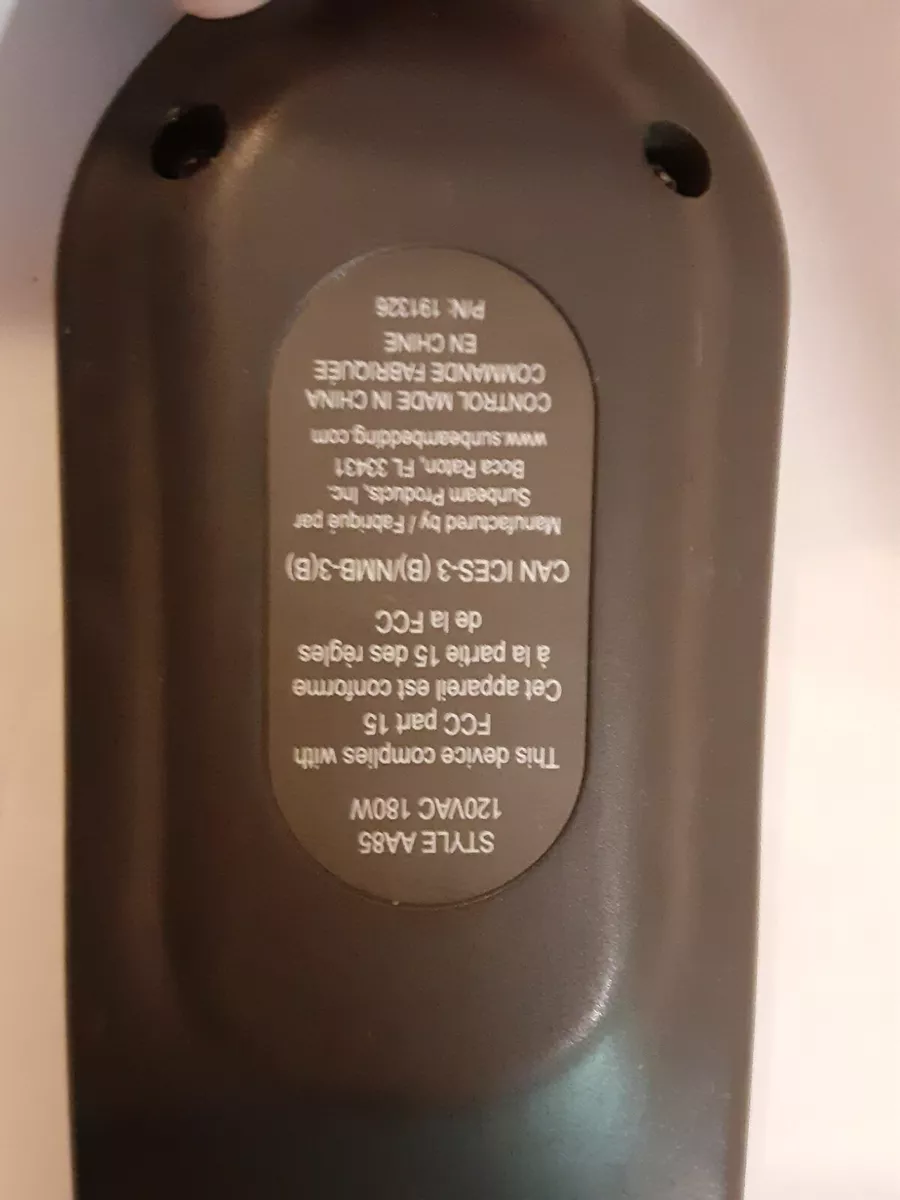 STYLE AA85
120VAC 180W
This device complies with
FCC part 15
Cet appareil est conforme
à la partie 15 des règles
de la FCC
CAN ICES-3 (B)/NMB-3(B)
Manufactured by / Fabriqué par
Sunbeam Products, Inc.
Boca Raton, FL 33431
www.sunbeambedding.com
CONTROL MADE IN CHINA
COMMANDE FABRIQUÉE
EN CHINE
P/N: 191326